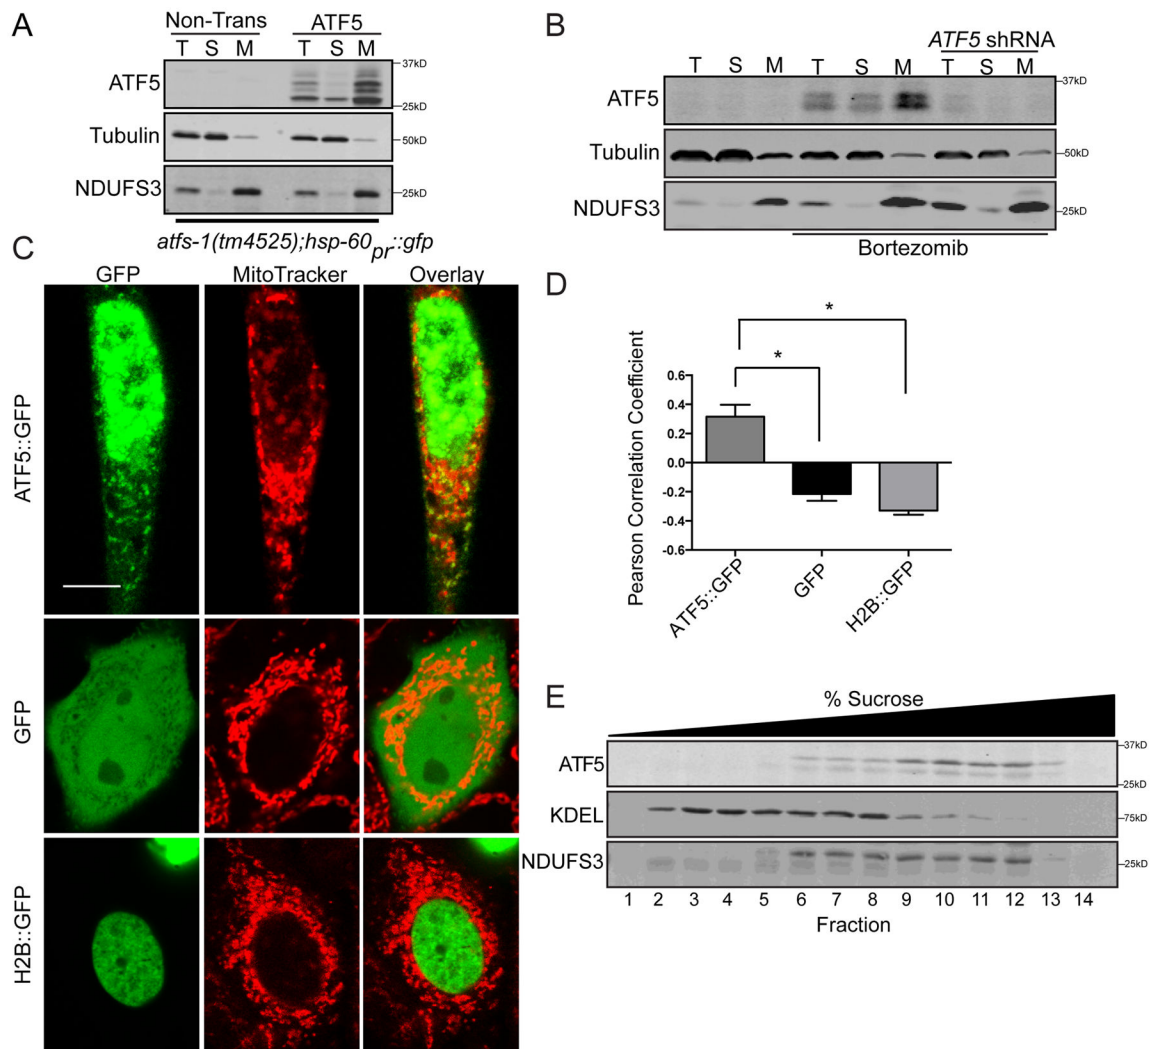 A
Non-Trans ATF5
T S M T S M
ATF5
37kD
25kD
Tubulin
50kD
NDUFS3
25kD
atfs-1(tm4525);hsp-60pr::gfp
B
ATF5 shRNA
T S M T S M T S M
ATF5
37kD
25kD
Tubulin
50kD
NDUFS3
25kD
Bortezomib
C
GFP MitoTracker Overlay
ATF5::GFP
GFP
H2B::GFP
D
Pearson Correlation Coefficient
0.6
0.4
0.2
0.0
-0.2
-0.4
-0.6
*
*
ATF5::GFP
GFP
H2B::GFP
E
% Sucrose
ATF5
37kD
25kD
KDEL
75kD
NDUFS3
25kD
1 2 3 4 5 6 7 8 9 10 11 12 13 14
Fraction